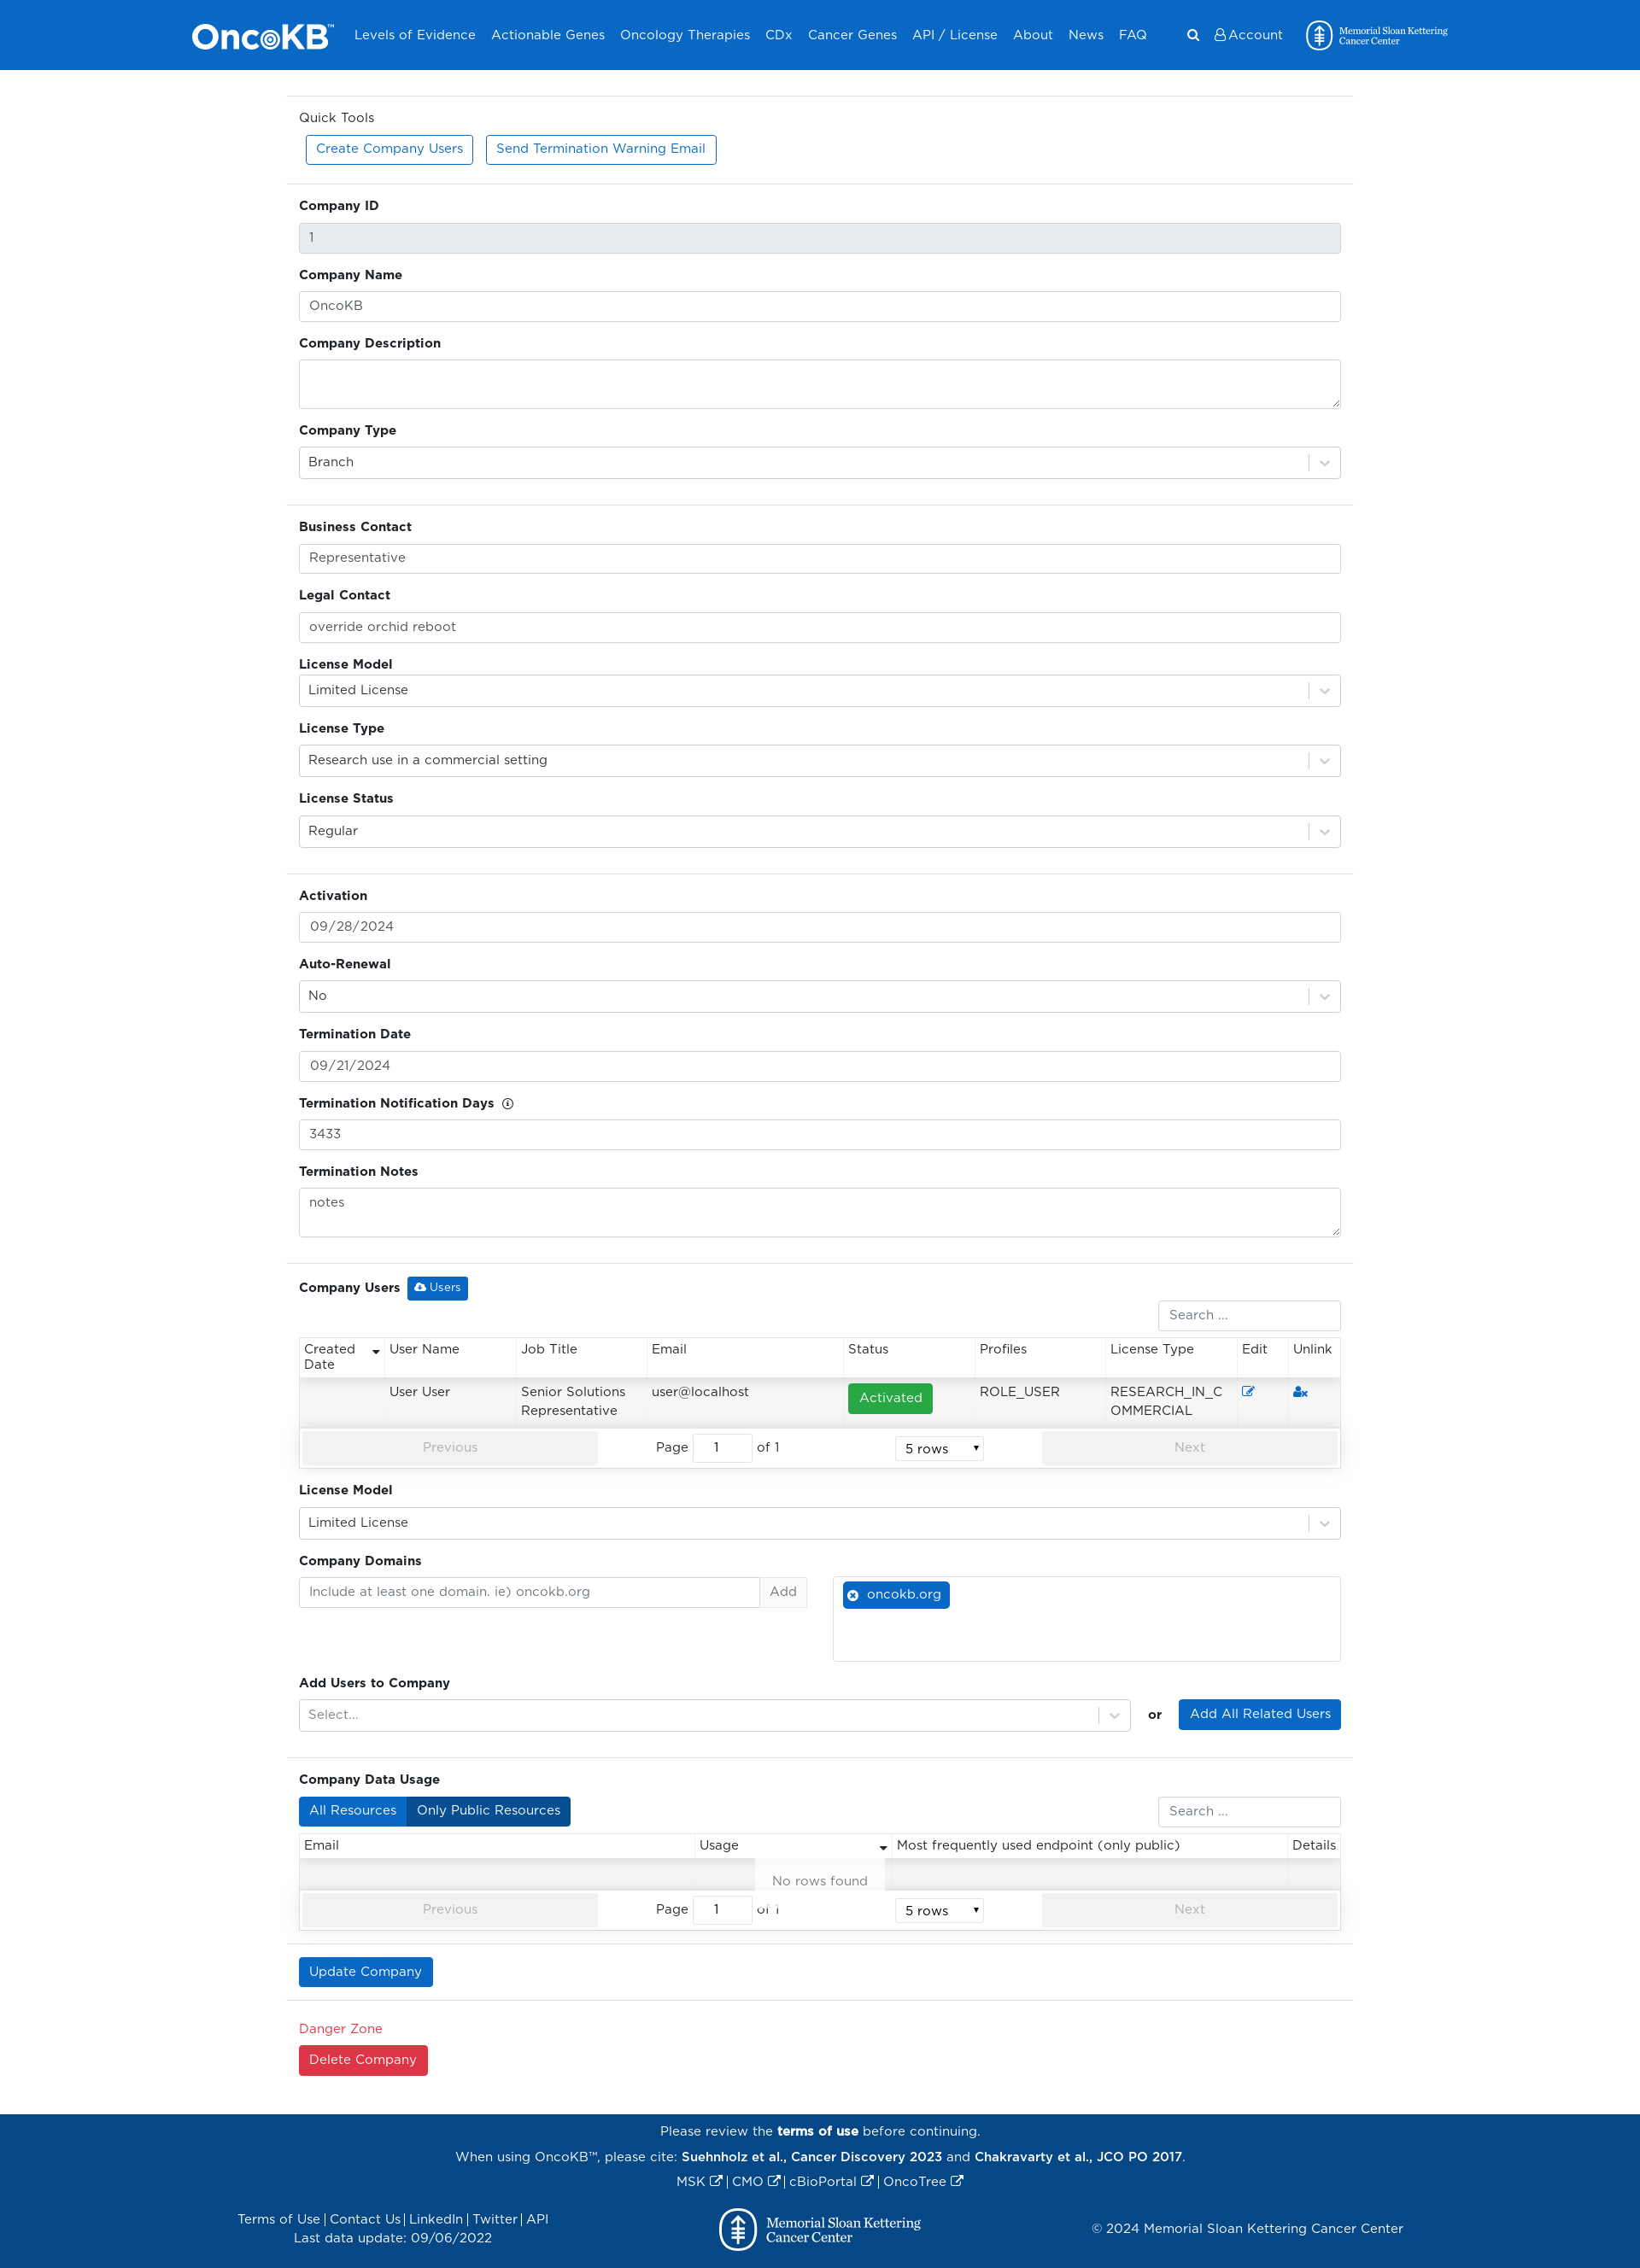 OncoKB™ Levels of Evidence Actionable Genes Oncology Therapies CDx Cancer Genes API / License About News FAQ Account Memorial Sloan Kettering Cancer Center
Quick Tools
Create Company Users Send Termination Warning Email
Company ID
1
Company Name
OncoKB
Company Description
Company Type
Branch
Business Contact
Representative
Legal Contact
override orchid reboot
License Model
Limited License
License Type
Research use in a commercial setting
License Status
Regular
Activation
09/28/2024
Auto-Renewal
No
Termination Date
09/21/2024
Termination Notification Days
3433
Termination Notes
notes
Company Users Users
Search ...
Created Date User Name Job Title Email Status Profiles License Type Edit Unlink
User User Senior Solutions Representative user@localhost Activated ROLE_USER RESEARCH_IN_COMMERCIAL
Previous Page 1 of 1 5 rows Next
License Model
Limited License
Company Domains
Include at least one domain. ie) oncokb.org Add oncokb.org
Add Users to Company
Select... or Add All Related Users
Company Data Usage
All Resources Only Public Resources Search ...
Email Usage Most frequently used endpoint (only public) Details
No rows found
Previous Page 1 of 1 5 rows Next
Update Company
Danger Zone
Delete Company
Please review the terms of use before continuing.
When using OncoKB™, please cite: Suehnholz et al., Cancer Discovery 2023 and Chakravarty et al., JCO PO 2017.
MSK | CMO | cBioPortal | OncoTree
Terms of Use | Contact Us | LinkedIn | Twitter | API
Last data update: 09/06/2022
Memorial Sloan Kettering
Cancer Center
© 2024 Memorial Sloan Kettering Cancer Center